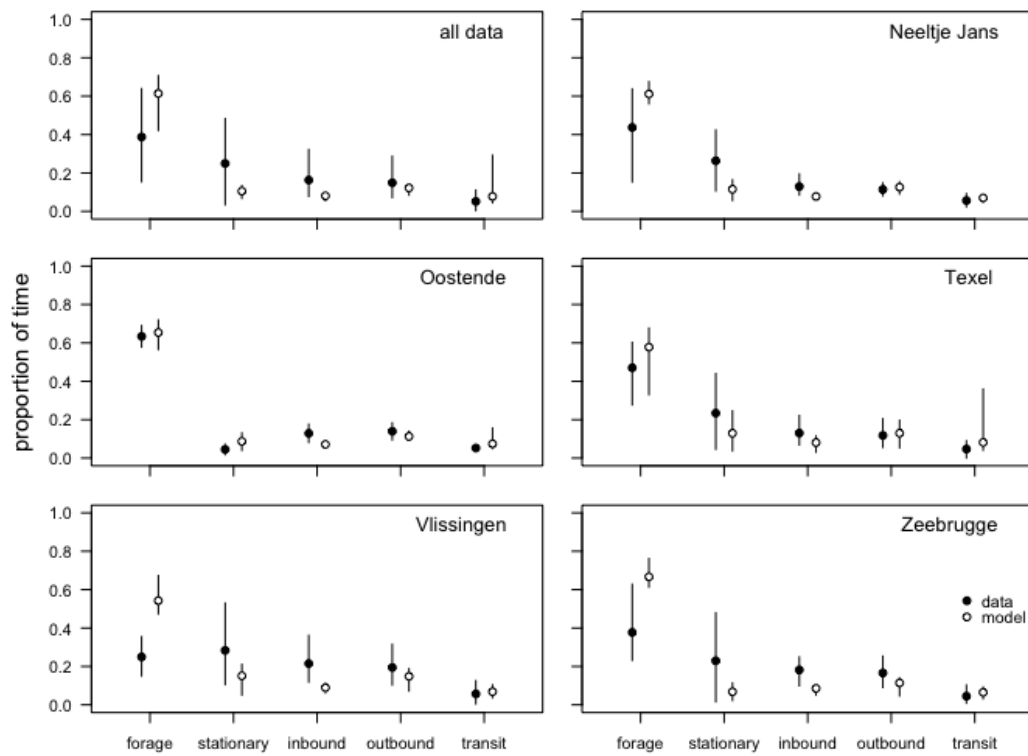 all data
1.0
0.8
0.6
0.4
0.2
0.0
Neeltje Jans
Oostende
1.0
0.8
0.6
0.4
0.2
0.0
Texel
proportion of time
Vlissingen
1.0
0.8
0.6
0.4
0.2
0.0
Zeebrugge
data
model
forage stationary inbound outbound transit
forage stationary inbound outbound transit